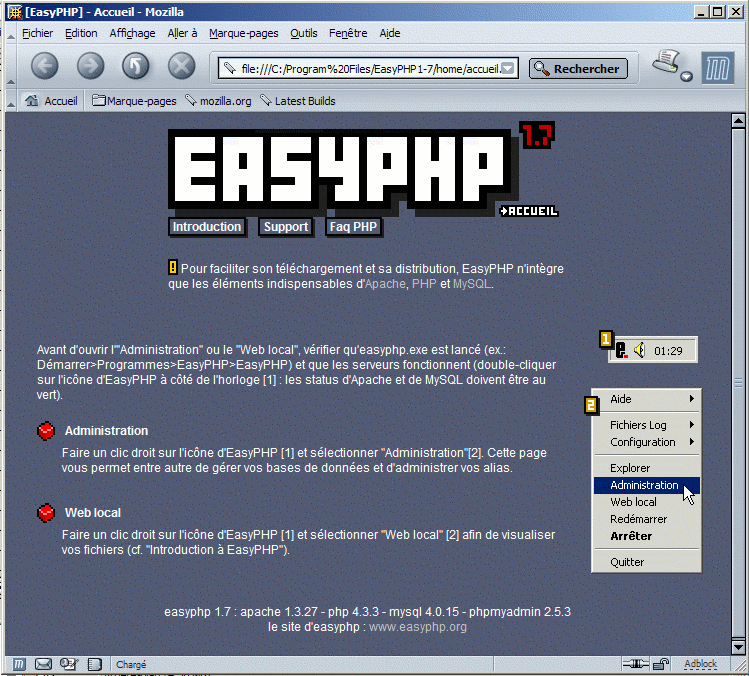 [EasyPHP] - Accueil - Mozilla
Fichier Edition Affichage Aller à Marque-pages Outils Fenêtre Aide
file:///C:/Program%20Files/EasyPHP1-7/home/accueil. Rechercher
Accueil Marque-pages mozilla.org Latest Builds
EASYPHP 1.7
ACCUEIL
Introduction Support Faq PHP
Pour faciliter son téléchargement et sa distribution, EasyPHP n'intègre
que les éléments indispensables d'Apache, PHP et MySQL.
Avant d'ouvrir l'"Administration" ou le "Web local", vérifier qu'easyphp.exe est lancé (ex.:
Démarrer>Programmes>EasyPHP>EasyPHP) et que les serveurs fonctionnent (double-cliquer
sur l'icône d'EasyPHP à côté de l'horloge [1] : les status d'Apache et de MySQL doivent être au
vert).
Administration
Faire un clic droit sur l'icône d'EasyPHP [1] et sélectionner "Administration"[2]. Cette page
vous permet entre autre de gérer vos bases de données et d'administrer vos alias.
Web local
Faire un clic droit sur l'icône d'EasyPHP [1] et sélectionner "Web local" [2] afin de visualiser
vos fichiers (cf. "Introduction à EasyPHP").
1
e. 01:29
2
Aide
Fichiers Log
Configuration
Explorer
Administration
Web local
Redémarrer
Arrêter
Quitter
easyphp 1.7 : apache 1.3.27 - php 4.3.3 - mysql 4.0.15 - phpmyadmin 2.5.3
le site d'easyphp : www.easyphp.org
Chargé Adblock